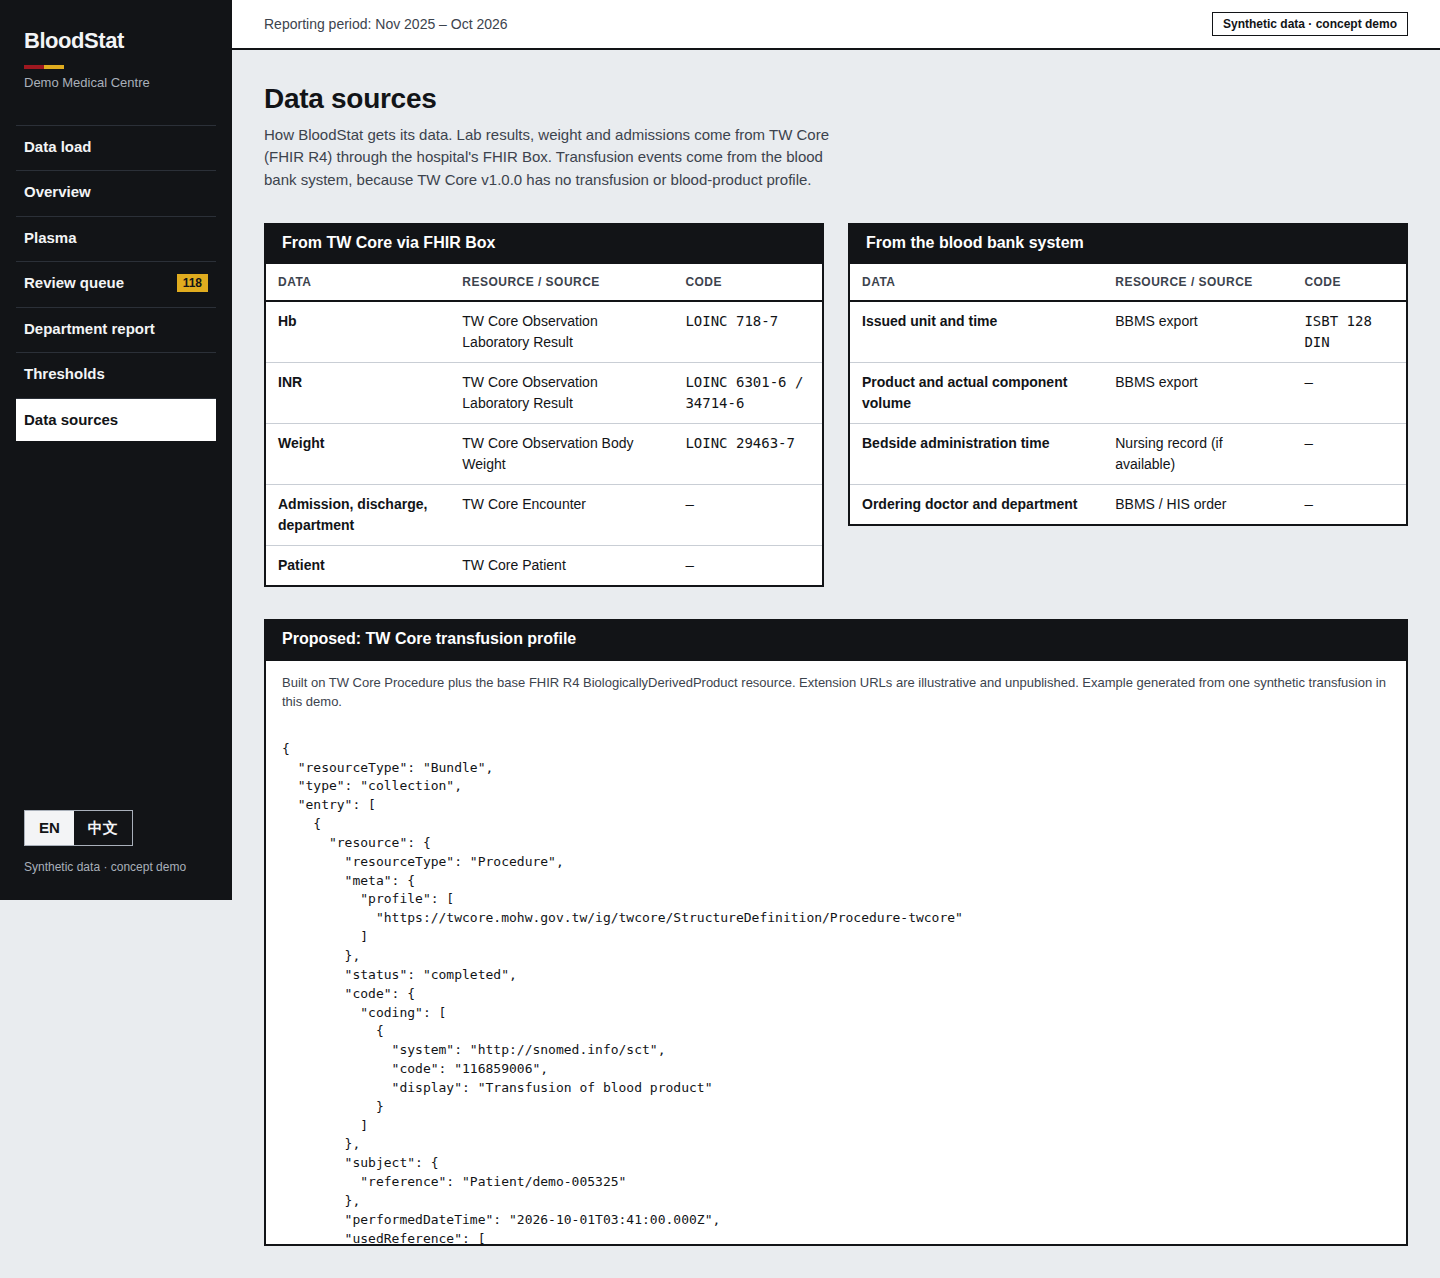 BloodStat
Demo Medical Centre
Data load
Overview
Plasma
Review queue 118
Department report
Thresholds
Data sources
EN 中文
Synthetic data · concept demo
Reporting period: Nov 2025 – Oct 2026
Synthetic data · concept demo
Data sources
How BloodStat gets its data. Lab results, weight and admissions come from TW Core
(FHIR R4) through the hospital's FHIR Box. Transfusion events come from the blood
bank system, because TW Core v1.0.0 has no transfusion or blood-product profile.
From TW Core via FHIR Box
DATA RESOURCE / SOURCE CODE
Hb TW Core Observation LOINC 718-7
Laboratory Result
INR TW Core Observation LOINC 6301-6 /
Laboratory Result 34714-6
Weight TW Core Observation Body LOINC 29463-7
Weight
Admission, discharge, TW Core Encounter –
department
Patient TW Core Patient –
From the blood bank system
DATA RESOURCE / SOURCE CODE
Issued unit and time BBMS export ISBT 128
DIN
Product and actual component BBMS export –
volume
Bedside administration time Nursing record (if –
available)
Ordering doctor and department BBMS / HIS order –
Proposed: TW Core transfusion profile
Built on TW Core Procedure plus the base FHIR R4 BiologicallyDerivedProduct resource. Extension URLs are illustrative and unpublished. Example generated from one synthetic transfusion in
this demo.
{
  "resourceType": "Bundle",
  "type": "collection",
  "entry": [
    {
      "resource": {
        "resourceType": "Procedure",
        "meta": {
          "profile": [
            "https://twcore.mohw.gov.tw/ig/twcore/StructureDefinition/Procedure-twcore"
          ]
        },
        "status": "completed",
        "code": {
          "coding": [
            {
              "system": "http://snomed.info/sct",
              "code": "116859006",
              "display": "Transfusion of blood product"
            }
          ]
        },
        "subject": {
          "reference": "Patient/demo-005325"
        },
        "performedDateTime": "2026-10-01T03:41:00.000Z",
        "usedReference": [